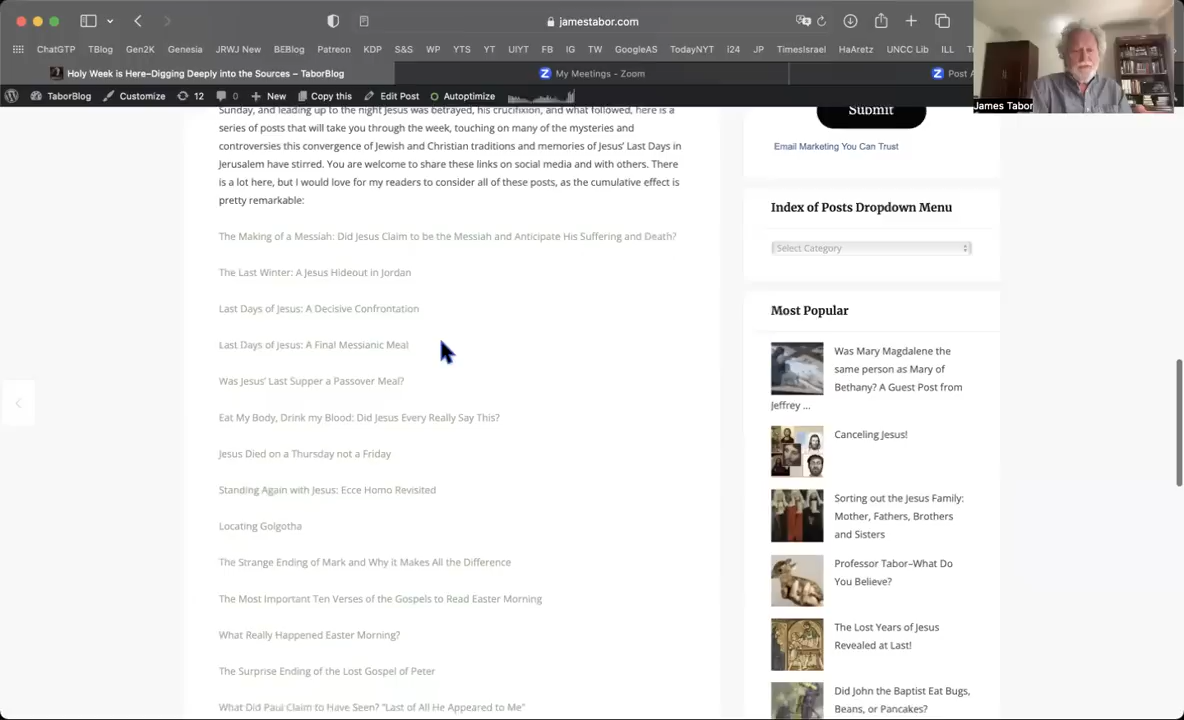 jamestabor.com
ChatGTP TBlog Gen2K Genesia JRWJ New BEBlog Patreon KDP S&S WP YTS YT UIYT FB IG TW GoogleAS TodayNYT i24 JP TimesIsrael HaAretz UNCC Lib ILL
Holy Week is Here–Digging Deeply into the Sources – TaborBlog
My Meetings - Zoom
Post A
James Tabor
TaborBlog Customize 12 0 New Copy this Edit Post Autoptimize
Sunday, and leading up to the night Jesus was betrayed, his crucifixion, and what followed, here is a
series of posts that will take you through the week, touching on many of the mysteries and
controversies this convergence of Jewish and Christian traditions and memories of Jesus' Last Days in
Jerusalem have stirred. You are welcome to share these links on social media and with others. There
is a lot here, but I would love for my readers to consider all of these posts, as the cumulative effect is
pretty remarkable:
The Making of a Messiah: Did Jesus Claim to be the Messiah and Anticipate His Suffering and Death?
The Last Winter: A Jesus Hideout in Jordan
Last Days of Jesus: A Decisive Confrontation
Last Days of Jesus: A Final Messianic Meal
Was Jesus' Last Supper a Passover Meal?
Eat My Body, Drink my Blood: Did Jesus Every Really Say This?
Jesus Died on a Thursday not a Friday
Standing Again with Jesus: Ecce Homo Revisited
Locating Golgotha
The Strange Ending of Mark and Why it Makes All the Difference
The Most Important Ten Verses of the Gospels to Read Easter Morning
What Really Happened Easter Morning?
The Surprise Ending of the Lost Gospel of Peter
What Did Paul Claim to Have Seen? "Last of All He Appeared to Me"
Submit
Email Marketing You Can Trust
Index of Posts Dropdown Menu
Select Category
Most Popular
Was Mary Magdalene the
same person as Mary of
Bethany? A Guest Post from
Jeffrey ...
Canceling Jesus!
Sorting out the Jesus Family:
Mother, Fathers, Brothers
and Sisters
Professor Tabor–What Do
You Believe?
The Lost Years of Jesus
Revealed at Last!
Did John the Baptist Eat Bugs,
Beans, or Pancakes?